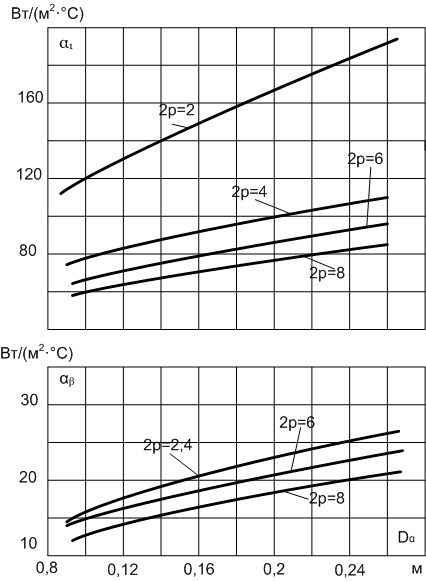 Вт/(м²·°С)
α₁
160
2р=2
2р=6
120
2р=4
80
2р=8
Вт/(м²·°С)
αᵦ
30
2р=6
2р=2,4
20
2р=8
Dα
10
0,8 0,12 0,16 0,2 0,24 м